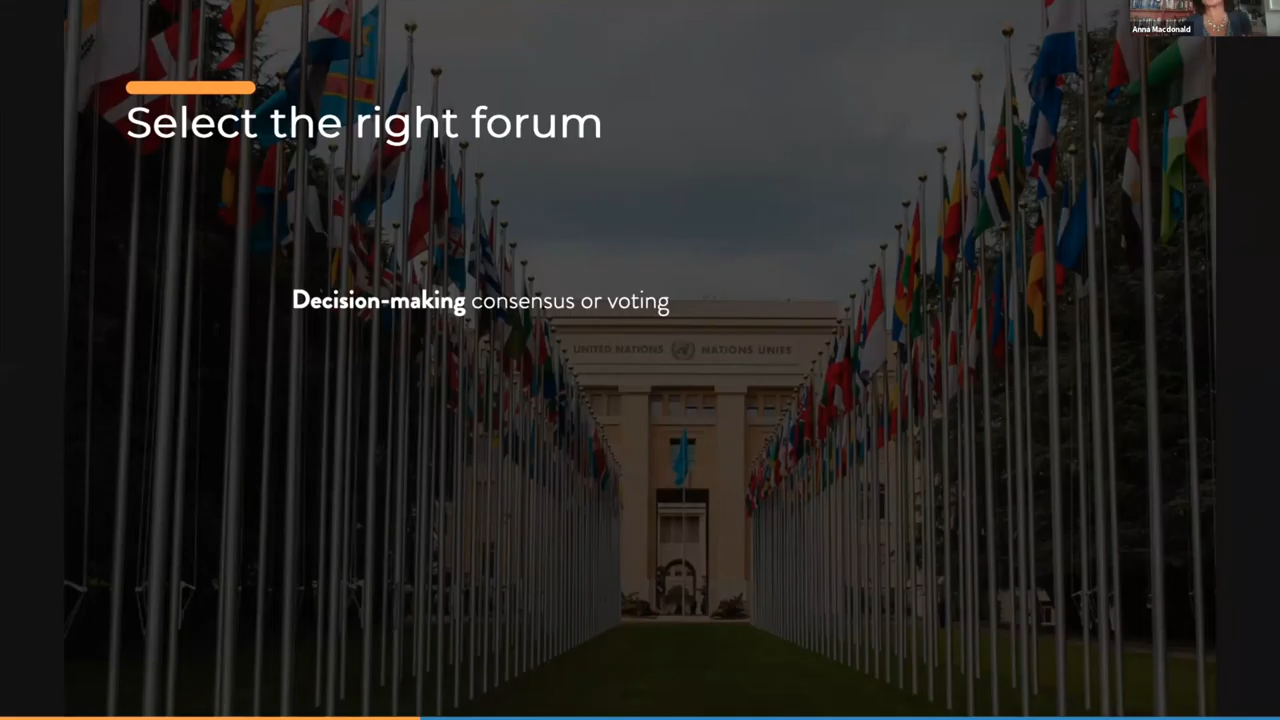 Anna Macdonald
Select the right forum
Decision-making consensus or voting
UNITED NATIONS NATIONS UNIES